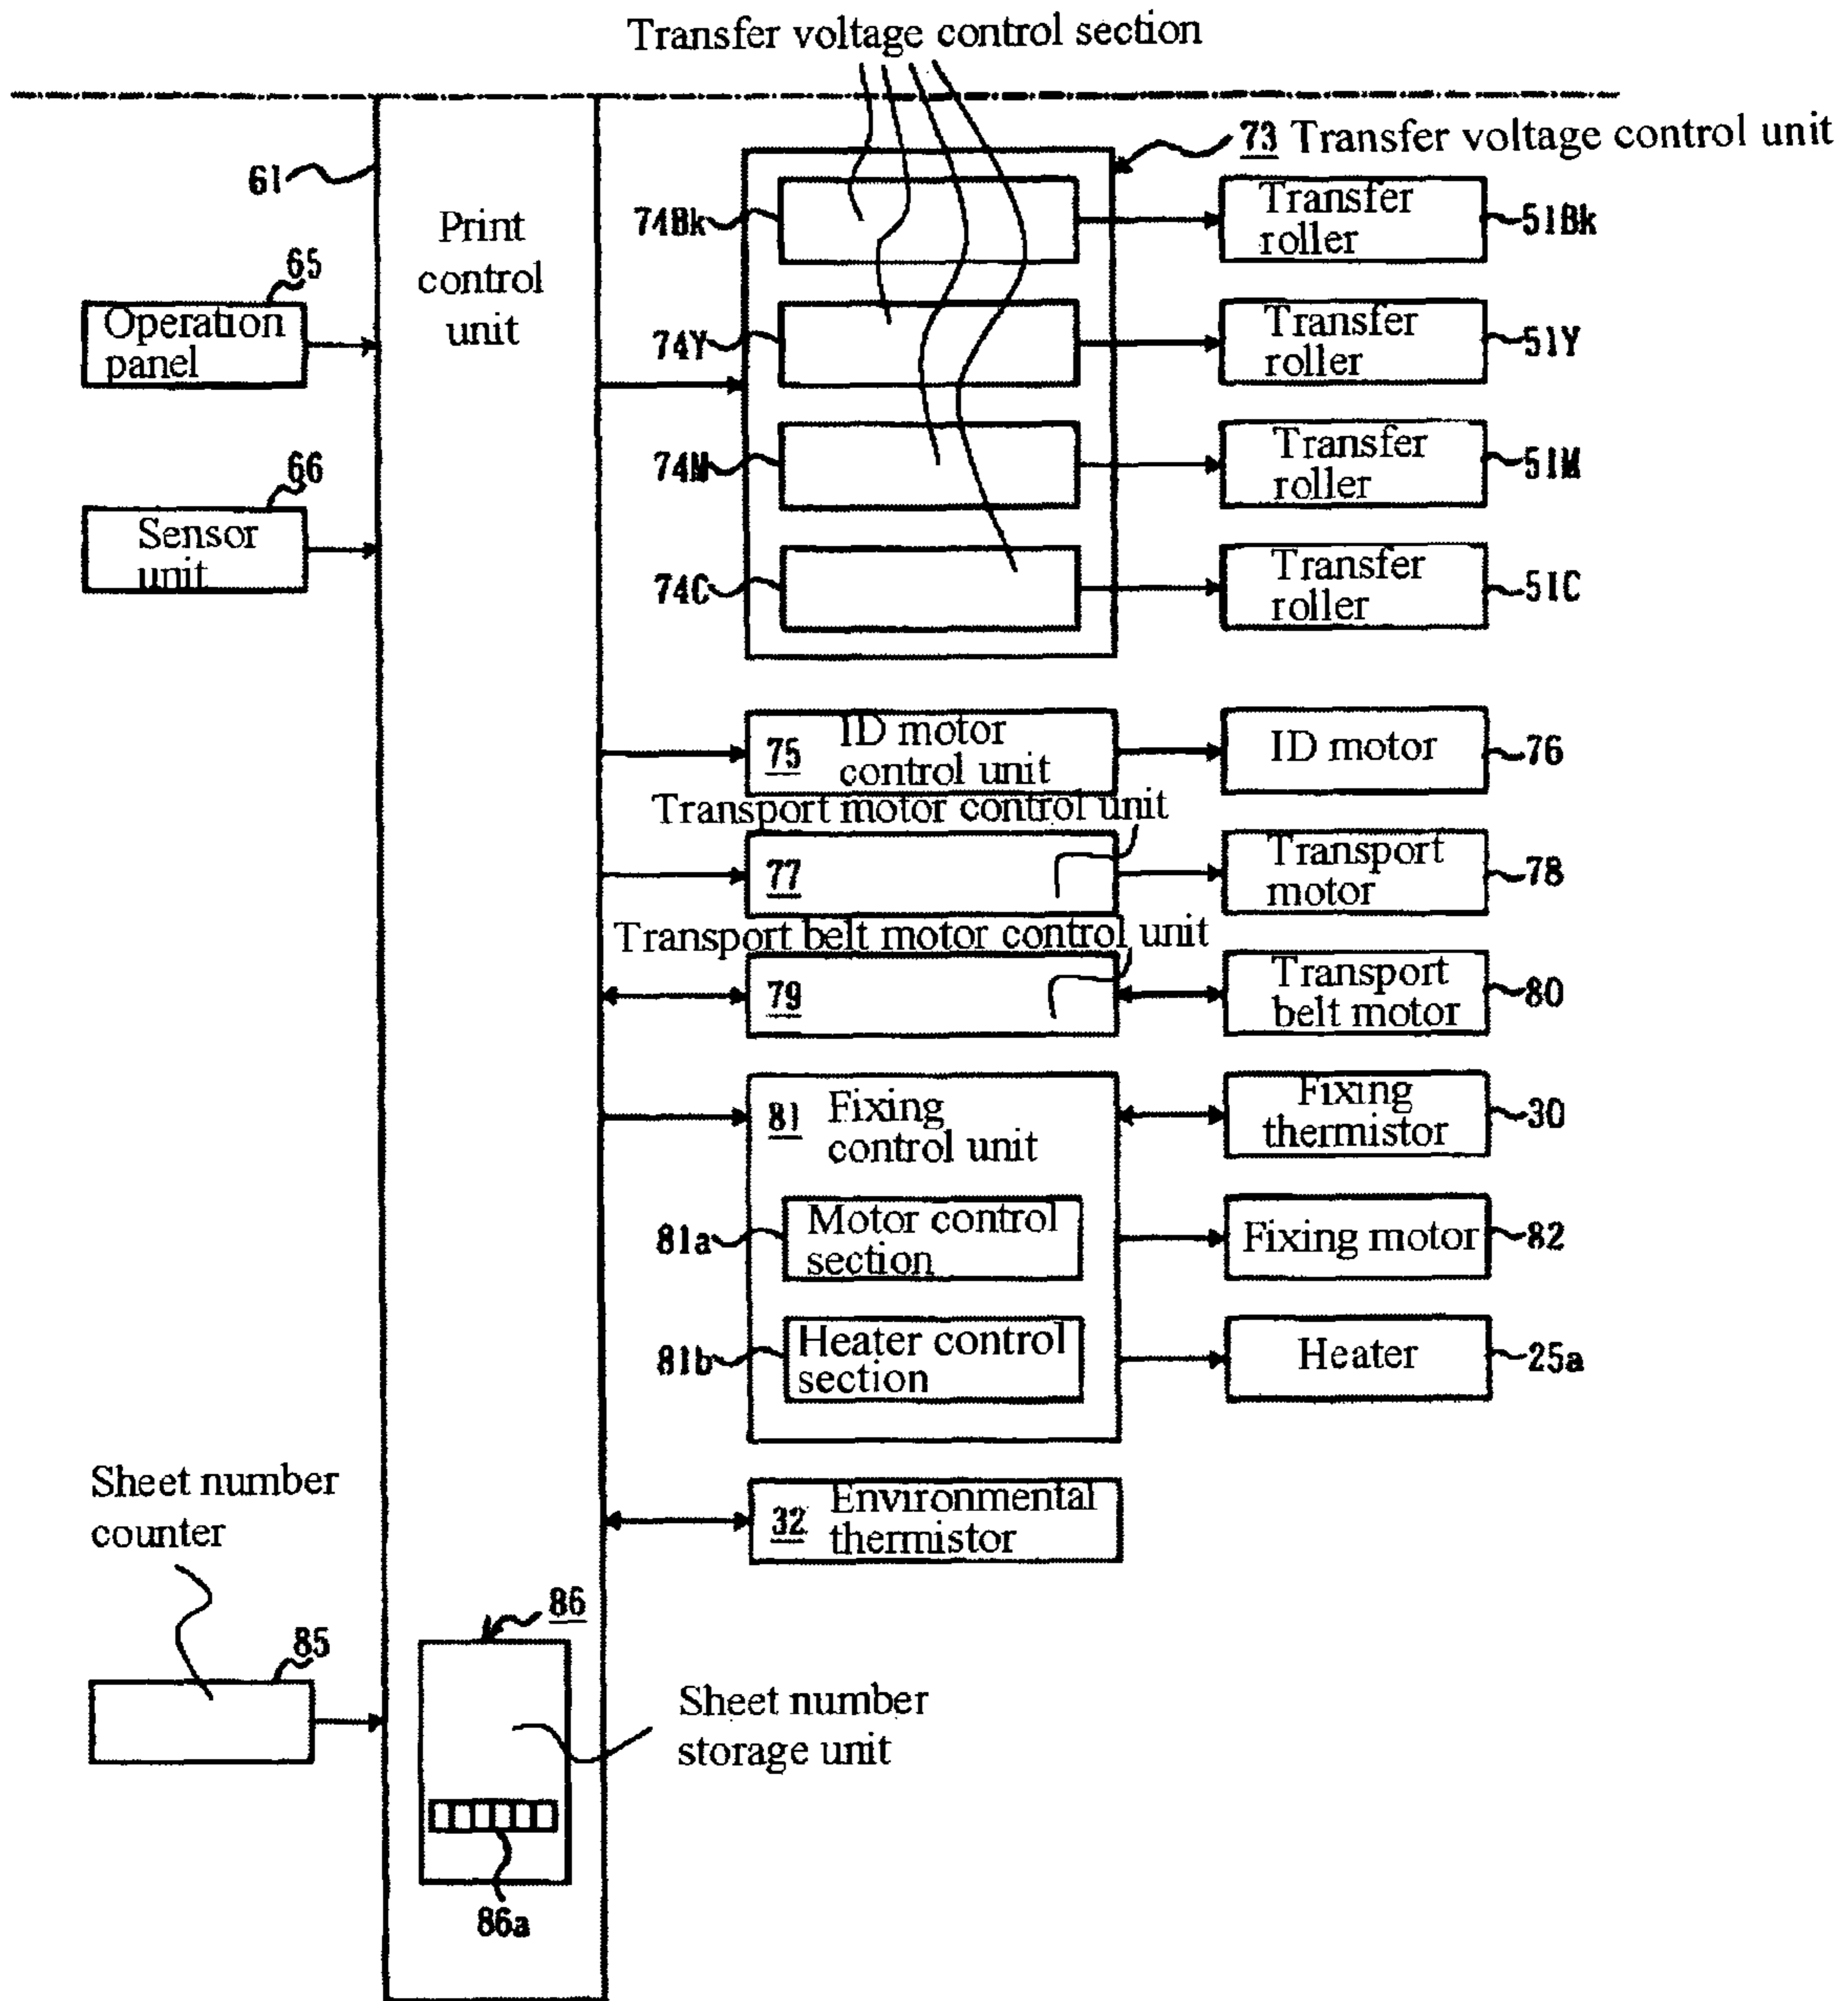 Transfer voltage control section
73 Transfer voltage control unit
61
Print
control
unit
74Bk
Transfer
roller
51Bk
65
Operation
panel
74Y
Transfer
roller
51Y
66
Sensor
unit
74M
Transfer
roller
51M
74C
Transfer
roller
51C
75 ID motor
control unit
ID motor
76
Transport motor control unit
77
Transport
motor
78
Transport belt motor control unit
79
Transport
belt motor
80
81 Fixing
control unit
Fixing
thermistor
30
81a
Motor control
section
Fixing motor
82
81b
Heater control
section
Heater
25a
Sheet number
counter
32 Environmental
thermistor
86
85
Sheet number
storage unit
86a